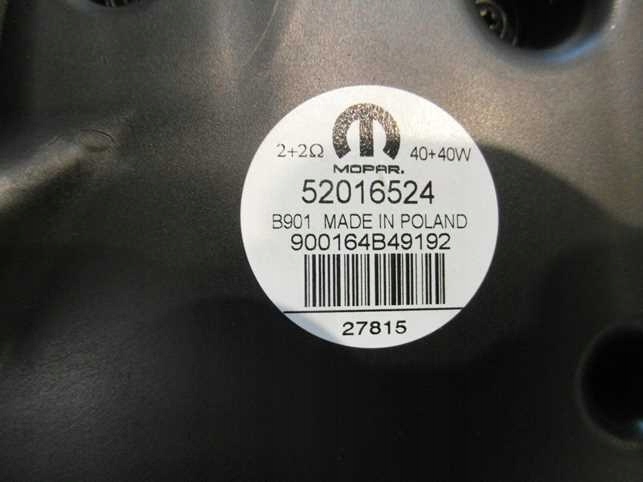 2+2Ω 40+40W
MOPAR.
52016524
B901 MADE IN POLAND
900164B49192
27815